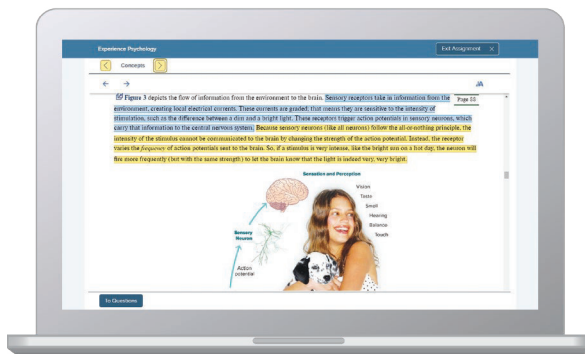 Experience Psychology
Exit Assignment X
Concepts
AA
Figure 3 depicts the flow of information from the environment to the brain. Sensory receptors take in information from the
Page 88
environment, creating local electrical currents. These currents are graded; that means they are sensitive to the intensity of
stimulation, such as the difference between a dim and a bright light. These receptors trigger action potentials in sensory neurons, which
carry that information to the central nervous system. Because sensory neurons (like all neurons) follow the all-or-nothing principle, the
intensity of the stimulus cannot be communicated to the brain by changing the strength of the action potential. Instead, the receptor
varies the frequency of action potentials sent to the brain. So, if a stimulus is very intense, like the bright sun on a hot day, the neuron will
fire more frequently (but with the same strength) to let the brain know that the light is indeed very, very bright.
Sensation and Perception
Vision
Taste
Smell
Hearing
Balance
Touch
Sensory
Neuron
Action
potential
To Questions